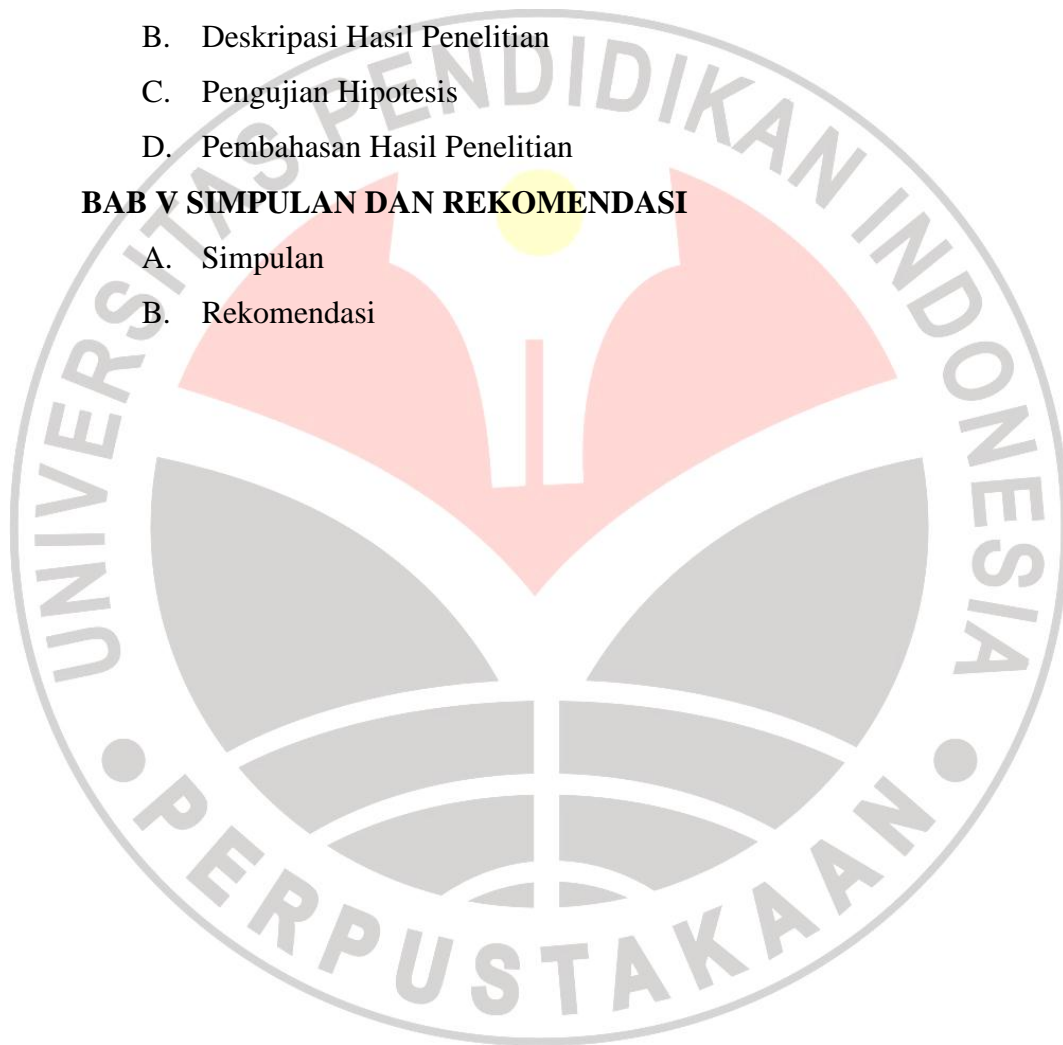 B. Deskripasi Hasil Penelitian
C. Pengujian Hipotesis
D. Pembahasan Hasil Penelitian
BAB V SIMPULAN DAN REKOMENDASI
A. Simpulan
B. Rekomendasi
UNIVERSITAS PENDIDIKAN INDONESIA
PERPUSTAKAAN